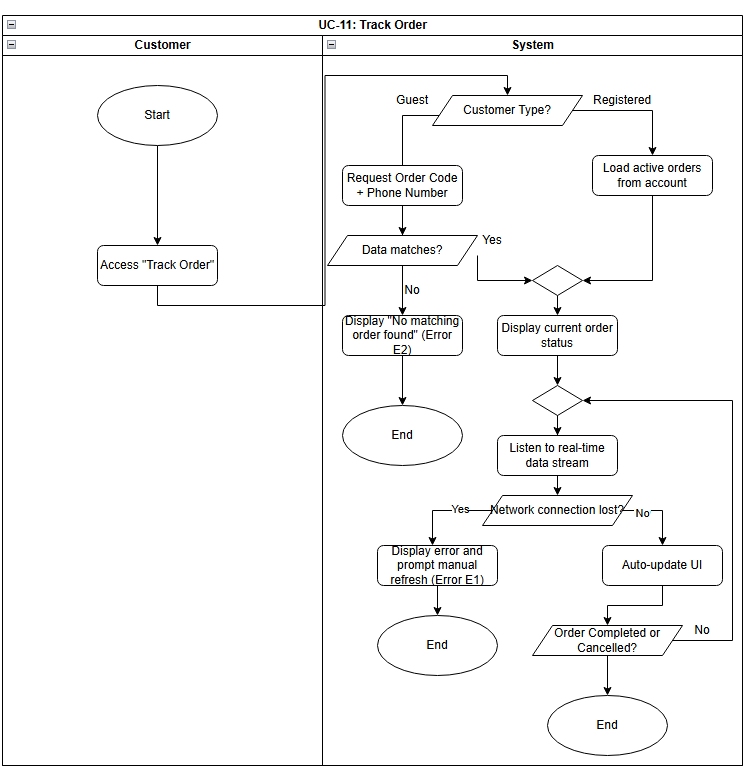 UC-11: Track Order
Customer
System
Start
Access "Track Order"
Guest
Customer Type?
Registered
Request Order Code
+ Phone Number
Load active orders
from account
Data matches?
Yes
No
Display "No matching
order found" (Error
E2)
End
Display current order
status
Listen to real-time
data stream
Yes
Network connection lost?
No
Display error and
prompt manual
refresh (Error E1)
End
Auto-update UI
Order Completed or
Cancelled?
No
End